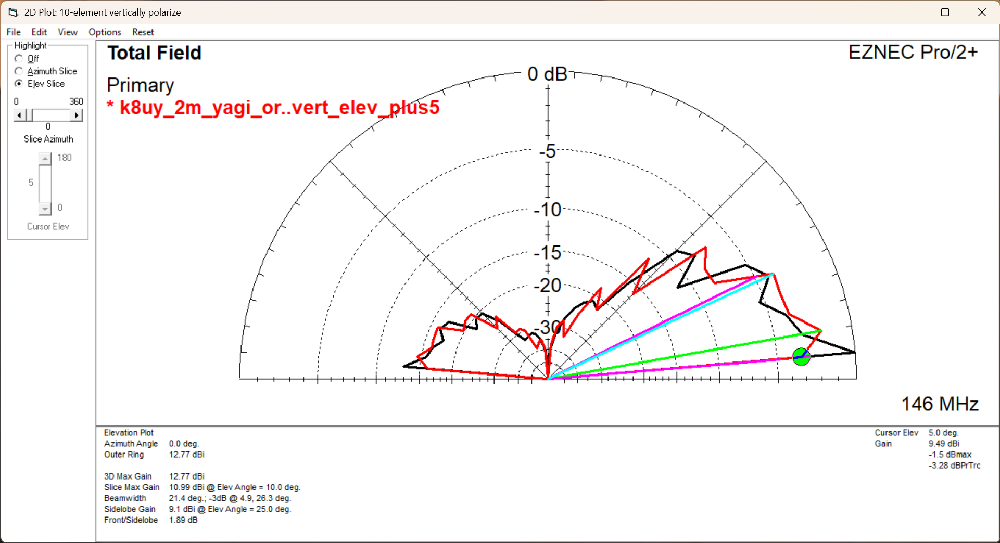 2D Plot: 10-element vertically polarize
File Edit View Options Reset
Highlight
Off
Azimuth Slice
Elev Slice
0 360
0
Slice Azimuth
180
5
0
Cursor Elev
Total Field
EZNEC Pro/2+
Primary
* k8uy_2m_yagi_or..vert_elev_plus5
0 dB
-5
-10
-15
-20
-30
146 MHz
Elevation Plot
Azimuth Angle 0.0 deg.
Outer Ring 12.77 dBi
3D Max Gain 12.77 dBi
Slice Max Gain 10.99 dBi @ Elev Angle = 10.0 deg.
Beamwidth 21.4 deg.; -3dB @ 4.9, 26.3 deg.
Sidelobe Gain 9.1 dBi @ Elev Angle = 25.0 deg.
Front/Sidelobe 1.89 dB
Cursor Elev 5.0 deg.
Gain 9.49 dBi
-1.5 dBmax
-3.28 dBPrTrc